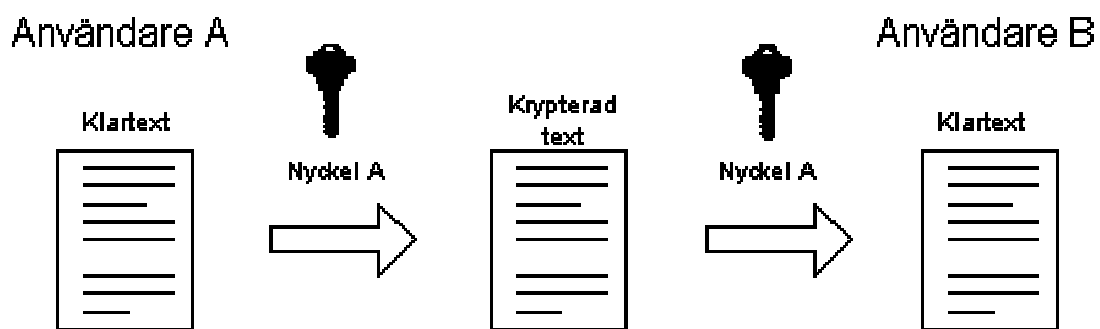 Användare A
Användare B
Klartext
Krypterad
text
Klartext
Nyckel A
Nyckel A